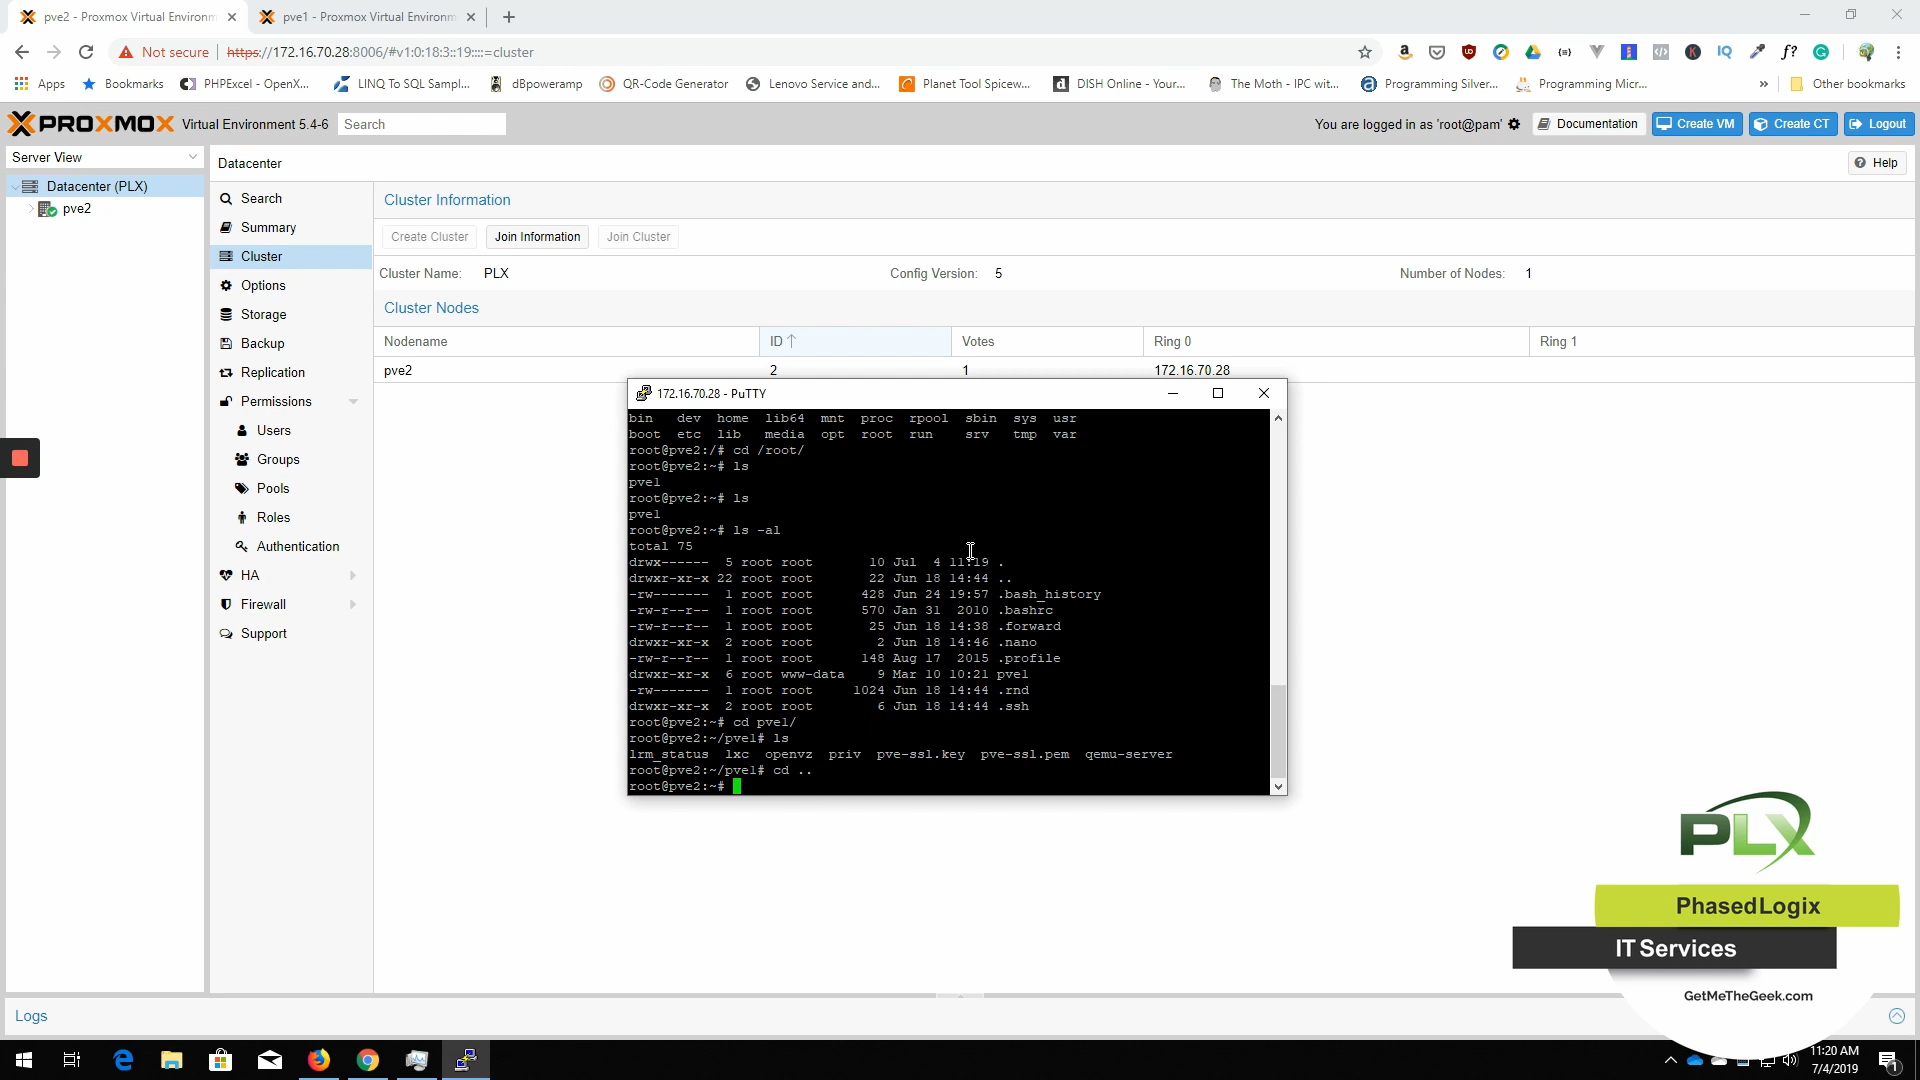 pve2 - Proxmox Virtual Environm
pve1 - Proxmox Virtual Environm
Not secure
https://172.16.70.28:8006/#v1:0:18:3::19::::=cluster
Apps
Bookmarks
PHPExcel - OpenX...
LINQ To SQL Sampl...
dBpoweramp
QR-Code Generator
Lenovo Service and...
Planet Tool Spicew...
DISH Online - Your...
The Moth - IPC wit...
Programming Silver...
Programming Micr...
»
Other bookmarks
PROXMOX
Virtual Environment 5.4-6
Search
You are logged in as 'root@pam'
Documentation
Create VM
Create CT
Logout
Server View
Datacenter
Help
Datacenter (PLX)
pve2
Search
Summary
Cluster
Options
Storage
Backup
Replication
Permissions
Users
Groups
Pools
Roles
Authentication
HA
Firewall
Support
Cluster Information
Create Cluster
Join Information
Join Cluster
Cluster Name: PLX
Config Version: 5
Number of Nodes: 1
Cluster Nodes
Nodename ID Votes Ring 0 Ring 1
pve2 2 1 172.16.70.28
172.16.70.28 - PuTTY
bin dev home lib64 mnt proc rpool sbin sys usr
boot etc lib media opt root run srv tmp var
root@pve2:/# cd /root/
root@pve2:~# ls
pve1
root@pve2:~# ls
pve1
root@pve2:~# ls -al
total 75
drwx------ 5 root root 10 Jul 4 11:19 .
drwxr-xr-x 22 root root 22 Jun 18 14:44 ..
-rw------- 1 root root 428 Jun 24 19:57 .bash_history
-rw-r--r-- 1 root root 570 Jan 31 2010 .bashrc
-rw-r--r-- 1 root root 25 Jun 18 14:38 .forward
drwxr-xr-x 2 root root 2 Jun 18 14:46 .nano
-rw-r--r-- 1 root root 148 Aug 17 2015 .profile
drwxr-xr-x 6 root www-data 9 Mar 10 10:21 pve1
-rw------- 1 root root 1024 Jun 18 14:44 .rnd
drwxr-xr-x 2 root root 6 Jun 18 14:44 .ssh
root@pve2:~# cd pve1/
root@pve2:~/pve1# ls
lrm_status lxc openvz priv pve-ssl.key pve-ssl.pem qemu-server
root@pve2:~/pve1# cd ..
root@pve2:~#
PLX
PhasedLogix
IT Services
GetMeTheGeek.com
Logs
11:20 AM
7/4/2019
1